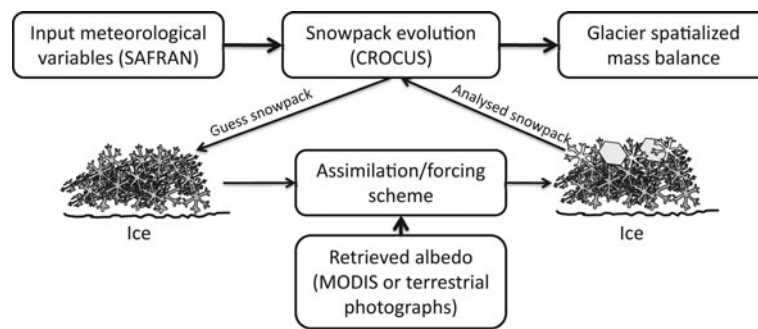 Input meteorological
variables (SAFRAN)
Snowpack evolution
(CROCUS)
Glacier spatialized
mass balance
Guess snowpack
Analysed snowpack
Assimilation/forcing
scheme
Ice
Ice
Retrieved albedo
(MODIS or terrestrial
photographs)